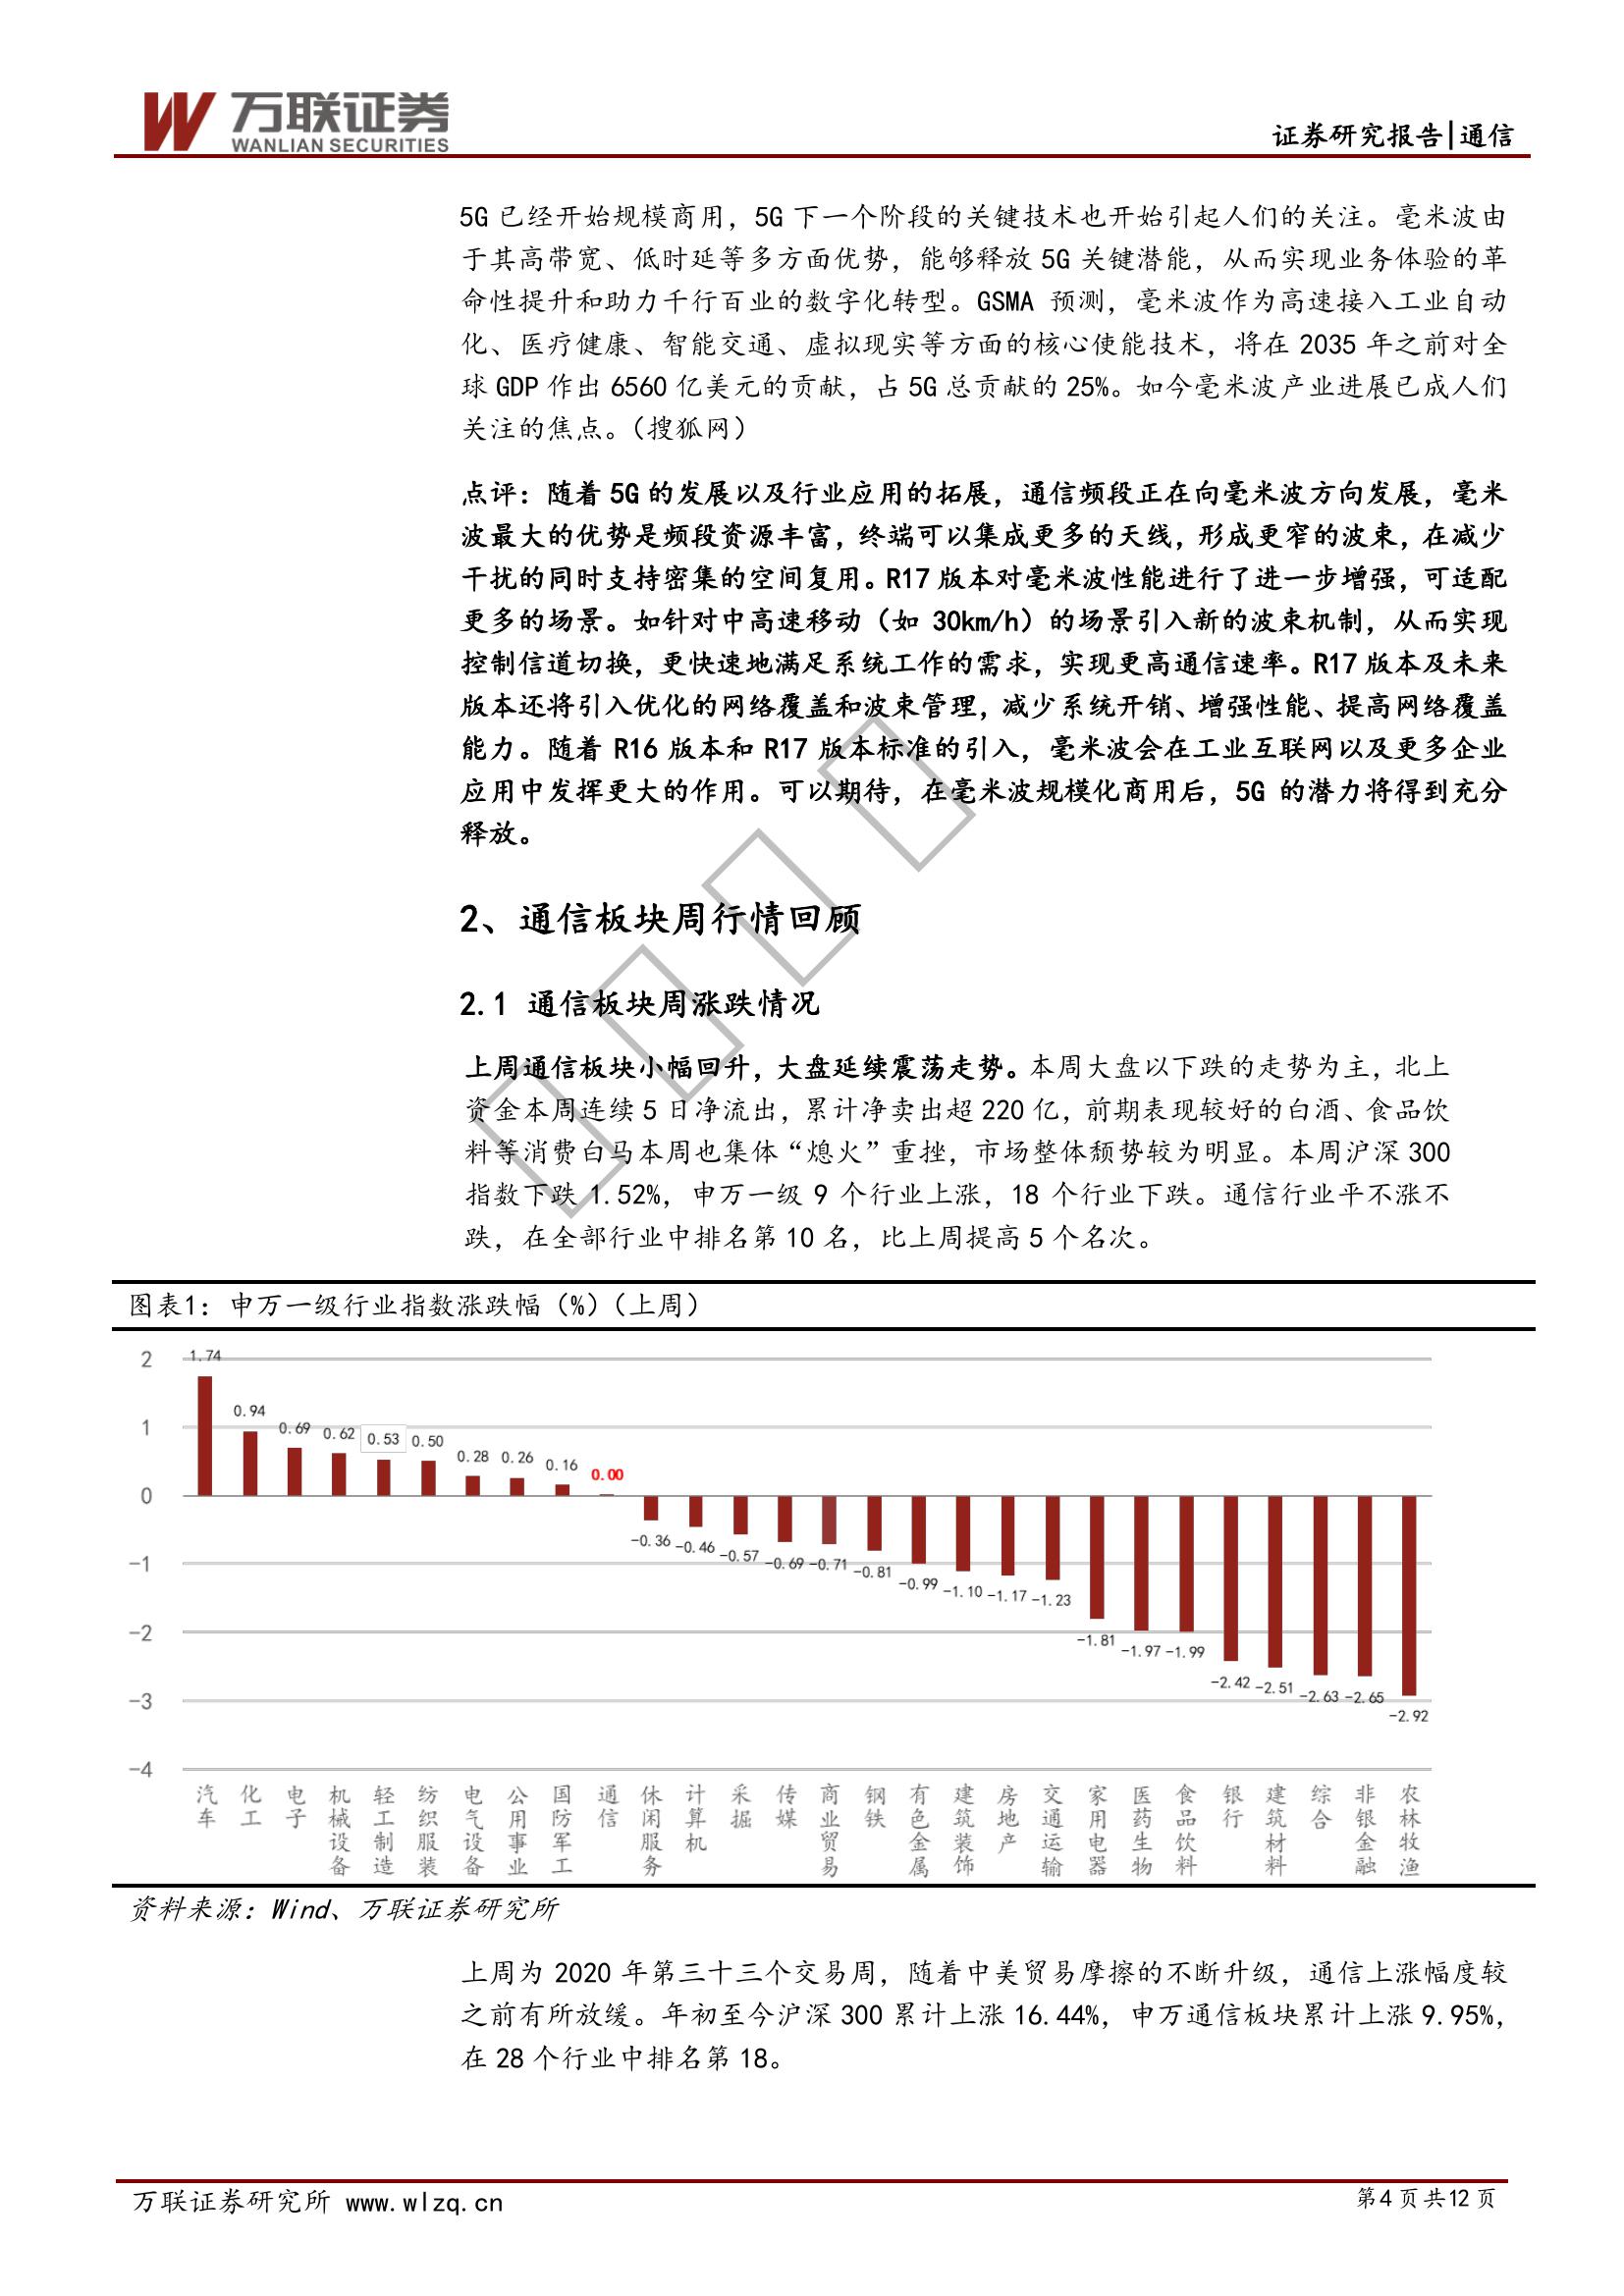 万联证券
WANLIAN SECURITIES
证券研究报告|通信
5G 已经开始规模商用，5G 下一个阶段的关键技术也开始引起人们的关注。毫米波由
于其高带宽、低时延等多方面优势，能够释放 5G 关键潜能，从而实现业务体验的革
命性提升和助力千行百业的数字化转型。GSMA 预测，毫米波作为高速接入工业自动
化、医疗健康、智能交通、虚拟现实等方面的核心使能技术，将在 2035 年之前对全
球 GDP 作出 6560 亿美元的贡献，占 5G 总贡献的 25%。如今毫米波产业进展已成人们
关注的焦点。（搜狐网）
点评：随着 5G 的发展以及行业应用的拓展，通信频段正在向毫米波方向发展，毫米
波最大的优势是频段资源丰富，终端可以集成更多的天线，形成更窄的波束，在减少
干扰的同时支持密集的空间复用。R17 版本对毫米波性能进行了进一步增强，可适配
更多的场景。如针对中高速移动（如 30km/h）的场景引入新的波束机制，从而实现
控制信道切换，更快速地满足系统工作的需求，实现更高通信速率。R17 版本及未来
版本还将引入优化的网络覆盖和波束管理，减少系统开销、增强性能、提高网络覆盖
能力。随着 R16 版本和 R17 版本标准的引入，毫米波会在工业互联网以及更多企业
应用中发挥更大的作用。可以期待，在毫米波规模化商用后，5G 的潜力将得到充分
释放。
2、通信板块周行情回顾
2.1 通信板块周涨跌情况
上周通信板块小幅回升，大盘延续震荡走势。本周大盘以下跌的走势为主，北上
资金本周连续 5 日净流出，累计净卖出超 220 亿，前期表现较好的白酒、食品饮
料等消费白马本周也集体“熄火”重挫，市场整体颓势较为明显。本周沪深 300
指数下跌 1.52%，申万一级 9 个行业上涨，18 个行业下跌。通信行业平不涨不
跌，在全部行业中排名第 10 名，比上周提高 5 个名次。
图表1：申万一级行业指数涨跌幅（%）（上周）
2
1
0
-1
-2
-3
-4
1.74
0.94
0.69
0.62
0.53
0.50
0.28
0.26
0.16
0.00
-0.36
-0.46
-0.57
-0.69
-0.71
-0.81
-0.99
-1.10
-1.17
-1.23
-1.81
-1.97
-1.99
-2.42
-2.51
-2.63
-2.65
-2.92
汽车
化工
电子
机械设备
轻工制造
纺织服装
电气设备
公用事业
国防军工
通信
休闲服务
计算机
采掘
传媒
商业贸易
钢铁
有色金属
建筑装饰
房地产
交通运输
家用电器
医药生物
食品饮料
银行
建筑材料
综合
非银金融
农林牧渔
资料来源：Wind、万联证券研究所
上周为 2020 年第三十三个交易周，随着中美贸易摩擦的不断升级，通信上涨幅度较
之前有所放缓。年初至今沪深 300 累计上涨 16.44%，申万通信板块累计上涨 9.95%，
在 28 个行业中排名第 18。
万联证券研究所 www.wlzq.cn
第4页共12页